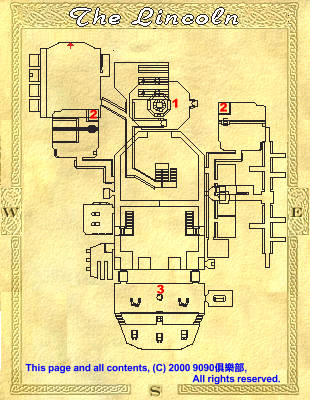 The Lincoln
1
2
2
W
E
3
This page and all contents, (C) 2000 9090俱樂部,
All rights reserved.
S